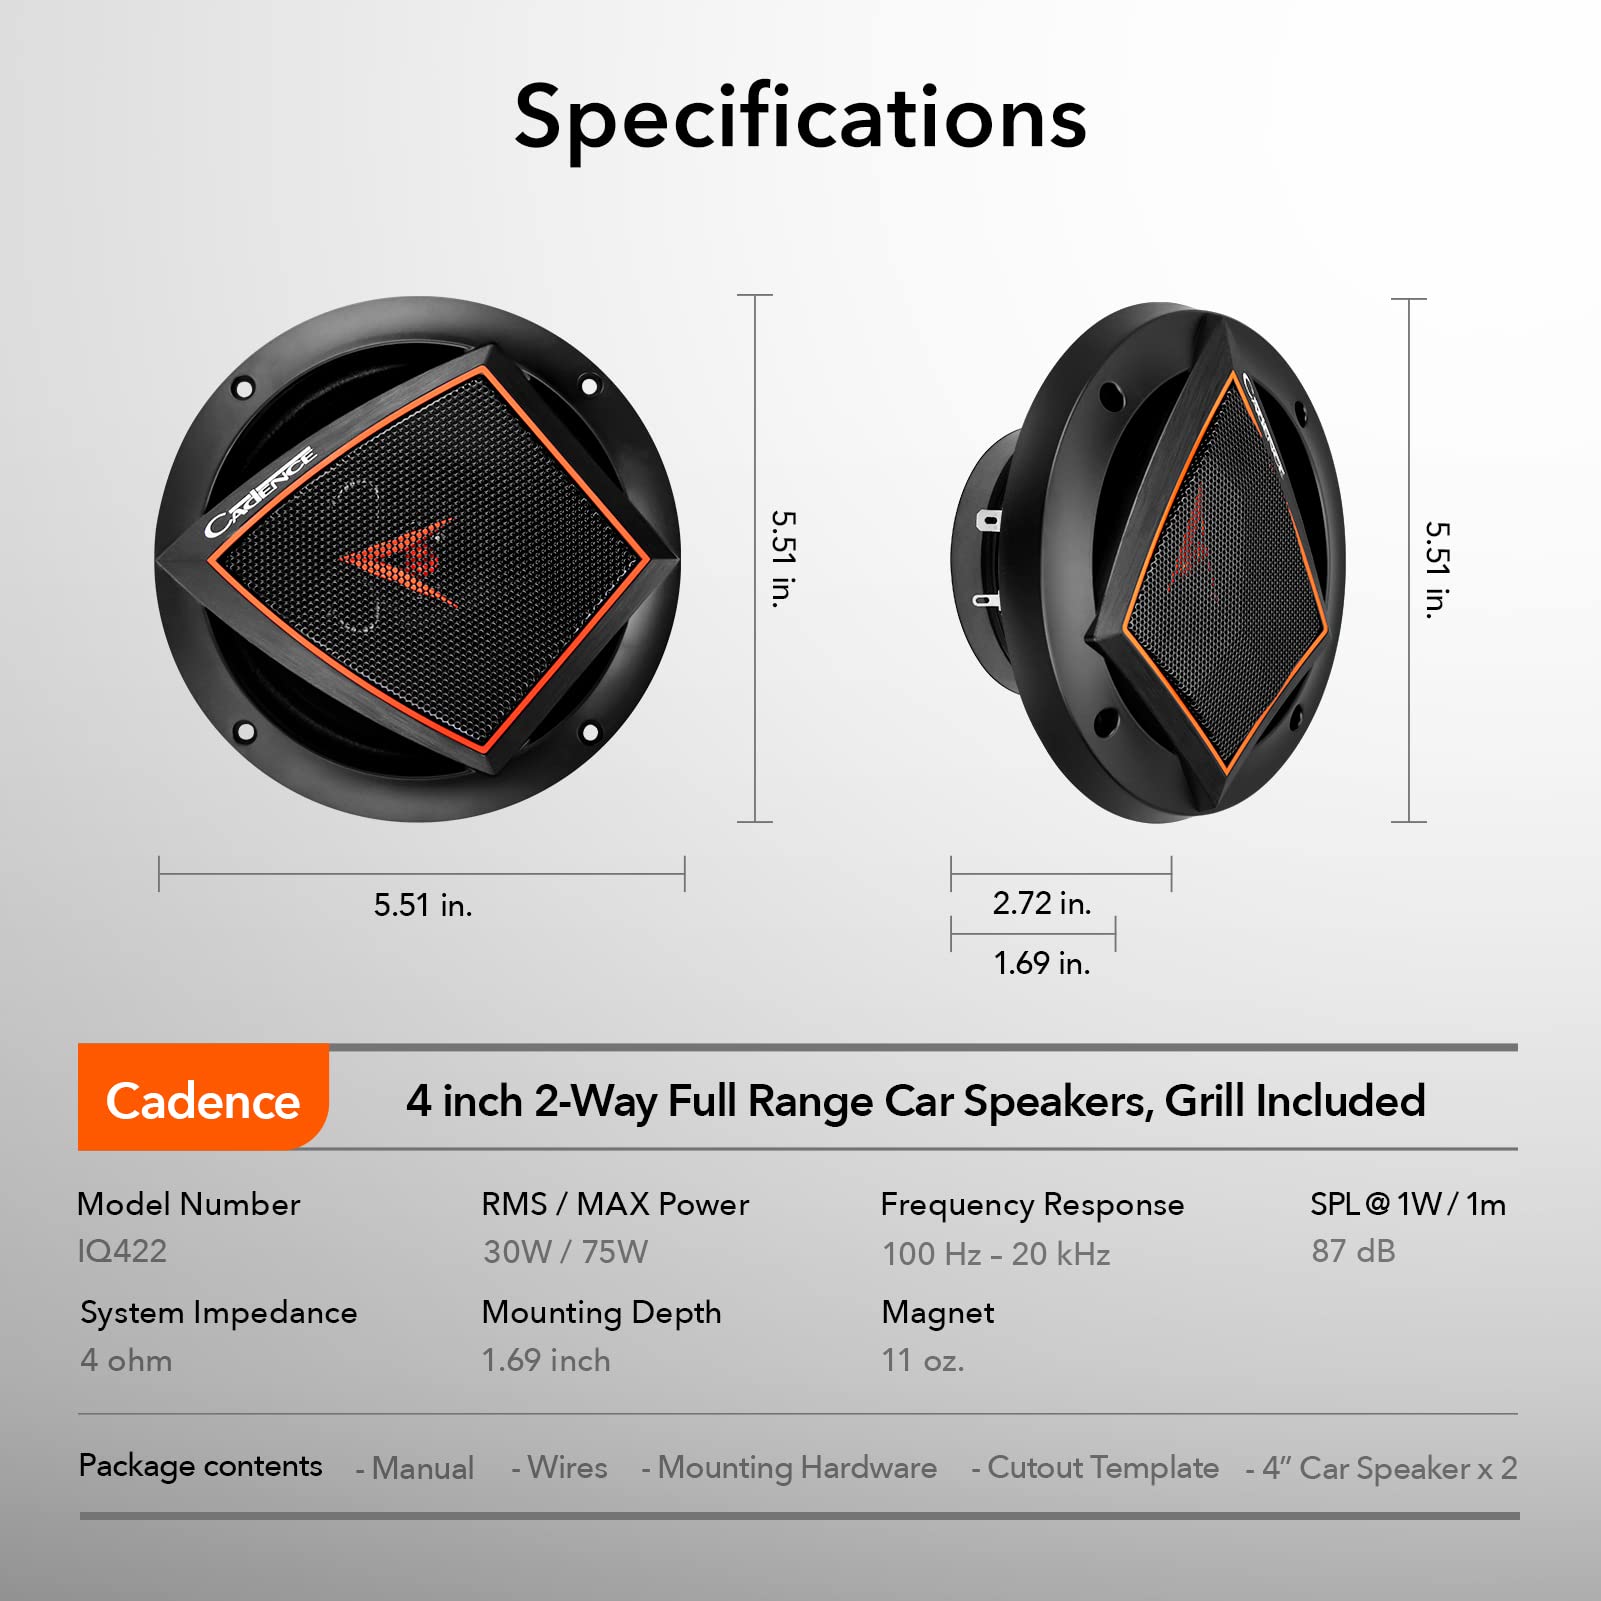 Specifications
CADENCE
CADENCE
5.51 in.
5.51 in.
5.51 in.
2.72 in.
1.69 in.
Cadence
4 inch 2-Way Full Range Car Speakers, Grill Included
Model Number
IQ422
RMS / MAX Power
30W / 75W
Frequency Response
100 Hz – 20 kHz
SPL @ 1W / 1m
87 dB
System Impedance
4 ohm
Mounting Depth
1.69 inch
Magnet
11 oz.
Package contents - Manual - Wires - Mounting Hardware - Cutout Template - 4” Car Speaker x 2